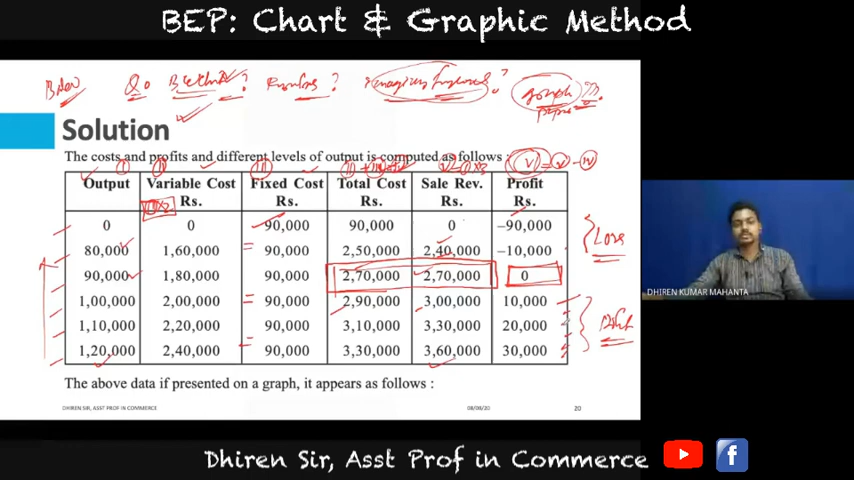 BEP: Chart & Graphic Method
Solution
The costs and profits and different levels of output is computed as follows :
Output Variable Cost Rs. Fixed Cost Rs. Total Cost Rs. Sale Rev. Rs. Profit Rs.
0 0 90,000 90,000 0 –90,000
80,000 1,60,000 90,000 2,50,000 2,40,000 –10,000
90,000 1,80,000 90,000 2,70,000 2,70,000 0
1,00,000 2,00,000 90,000 2,90,000 3,00,000 10,000
1,10,000 2,20,000 90,000 3,10,000 3,30,000 20,000
1,20,000 2,40,000 90,000 3,30,000 3,60,000 30,000
Loss
The above data if presented on a graph, it appears as follows :
DHIREN SIR, ASST PROF IN COMMERCE 08/08/20 20
DHIREN KUMAR MAHANTA
Dhiren Sir, Asst Prof in Commerce